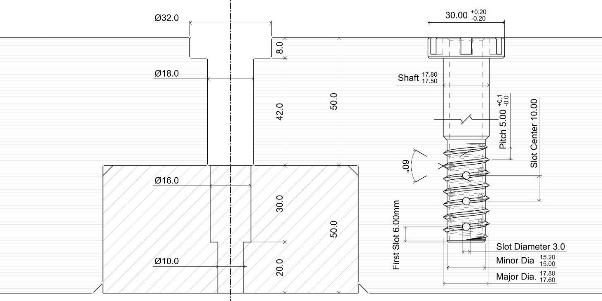 Ø32.0
30.00 +0.20
-0.20
8.0
Ø18.0
Shaft 17.80
17.50
42.0
50.0
Pitch 5.00 +0.1
-0.0
Slot Center 10.00
60°
Ø16.0
30.0
50.0
First Slot 6.00mm
Slot Diameter 3.0
Minor Dia 15.20
15.00
Ø10.0
20.0
Major Dia. 17.80
17.60